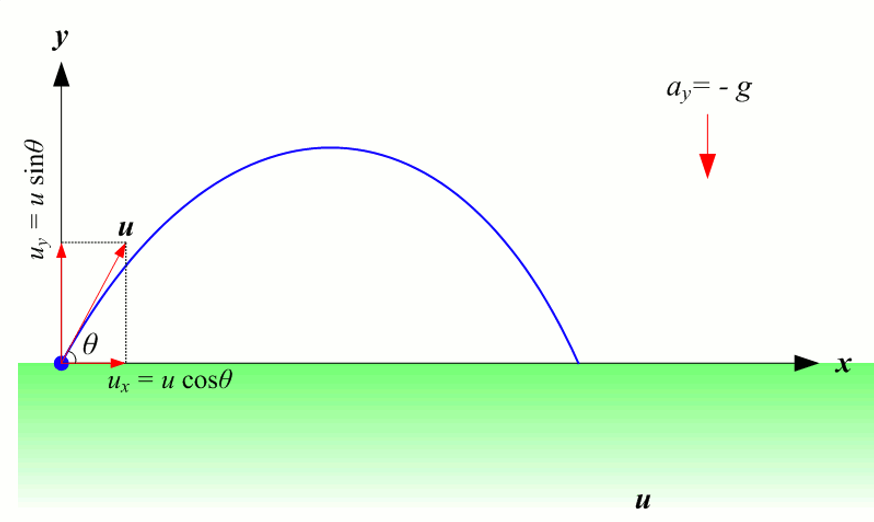 y
a_y= - g
u_y = u sinθ
u
θ
x
u_x = u cosθ
u